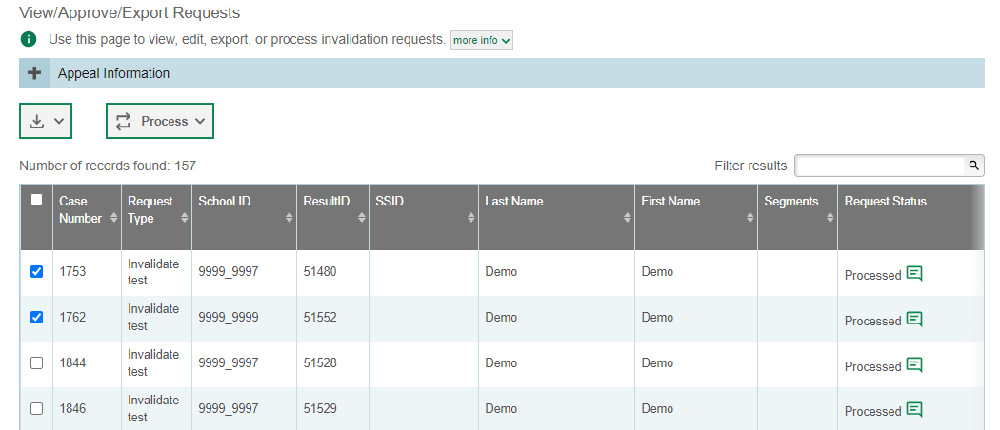 View/Approve/Export Requests
Use this page to view, edit, export, or process invalidation requests. more info
Appeal Information
Process
Number of records found: 157 Filter results
Case Number Request Type School ID ResultID SSID Last Name First Name Segments Request Status
1753 Invalidate test 9999_9997 51480 Demo Demo Processed
1762 Invalidate test 9999_9999 51552 Demo Demo Processed
1844 Invalidate test 9999_9997 51528 Demo Demo Processed
1846 Invalidate test 9999_9997 51529 Demo Demo Processed